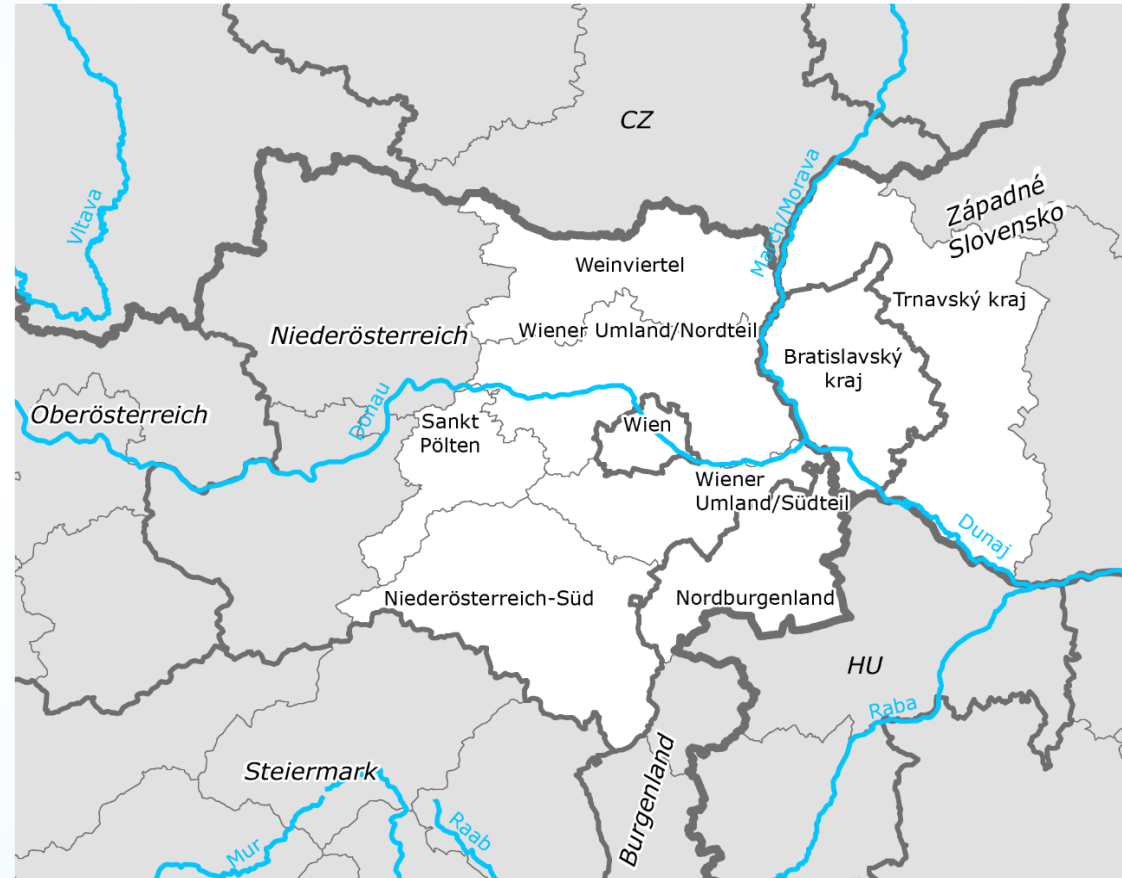 CZ
Vltava
March/Morava
Západné
Slovensko
Weinviertel
Trnavský kraj
Niederösterreich
Wiener Umland/Nordteil
Bratislavský
kraj
Oberösterreich
Donau
Sankt
Pölten
Wien
Wiener
Umland/Südteil
Dunaj
Niederösterreich-Süd
Nordburgenland
HU
Raba
Steiermark
Burgenland
Mur
Raab